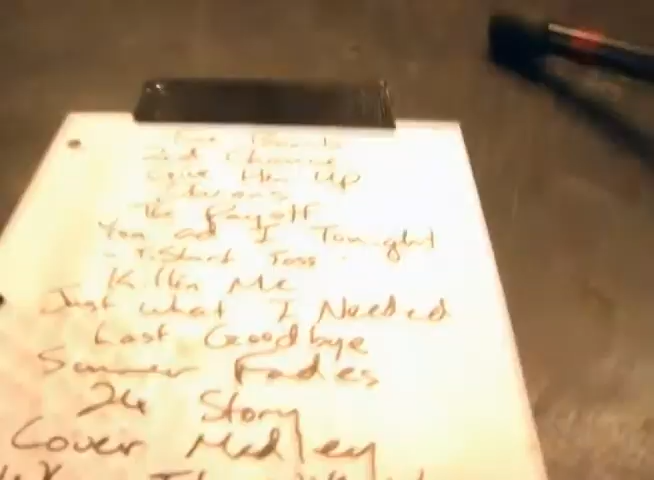 2nd Chance
Give Him Up
The Payoff
You and I Tonight
- T-Shirt Toss -
Killin Me
Just What I Needed
Last Goodbye
Summer Fades
24 Story
Cover Medley